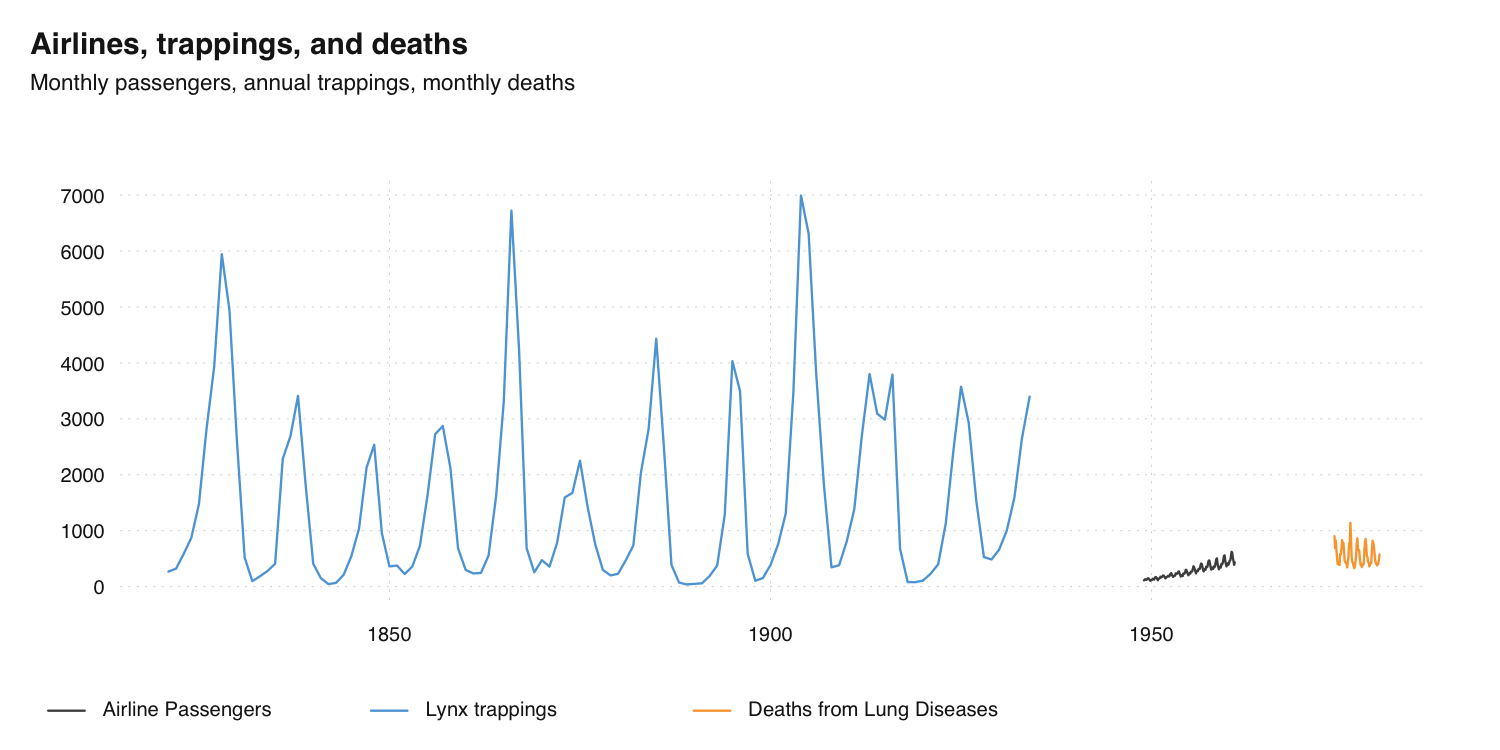 Airlines, trappings, and deaths
Monthly passengers, annual trappings, monthly deaths
7000
6000
5000
4000
3000
2000
1000
0
1850 1900 1950
Airline Passengers Lynx trappings Deaths from Lung Diseases